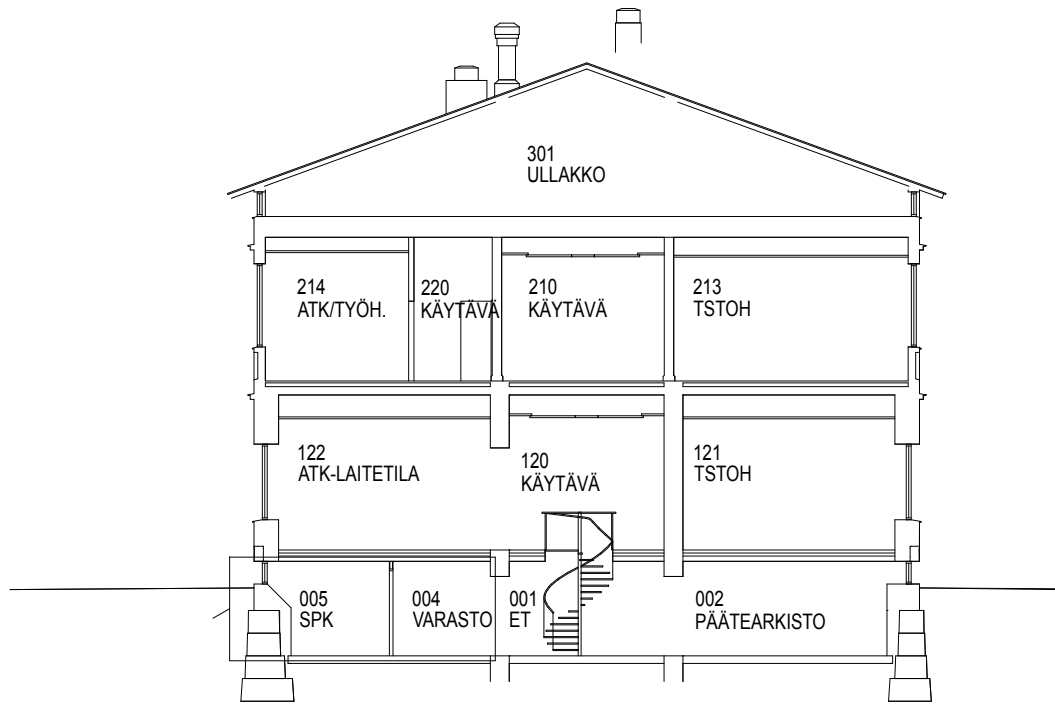 301
ULLAKKO
214
ATK/TYÖH.
220
KÄYTÄVÄ
210
KÄYTÄVÄ
213
TSTOH
122
ATK-LAITETILA
120
KÄYTÄVÄ
121
TSTOH
005
SPK
004
VARASTO
001
ET
002
PÄÄTEARKISTO